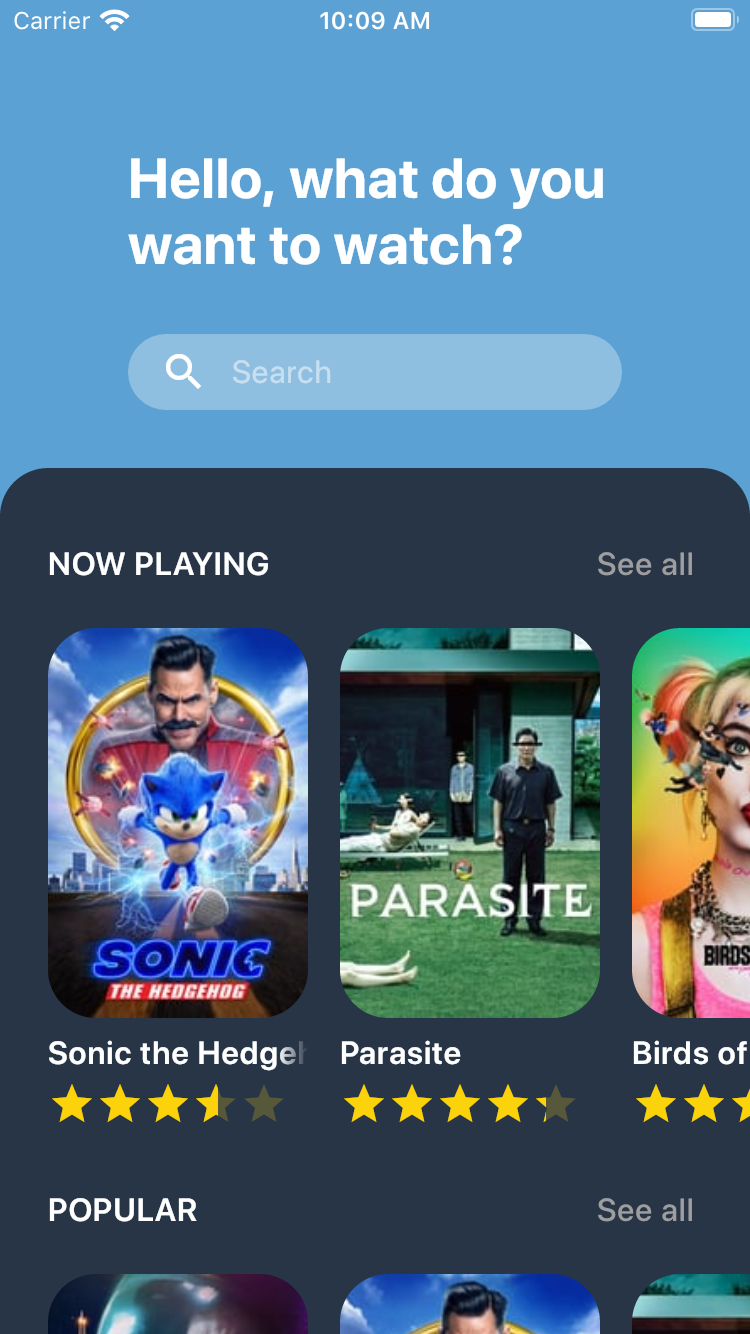 Carrier 10:09 AM
Hello, what do you
want to watch?
Search
NOW PLAYING See all
SONIC
THE HEDGEHOG
PARASITE
BIRDS
Sonic the Hedgeh Parasite Birds of
POPULAR See all